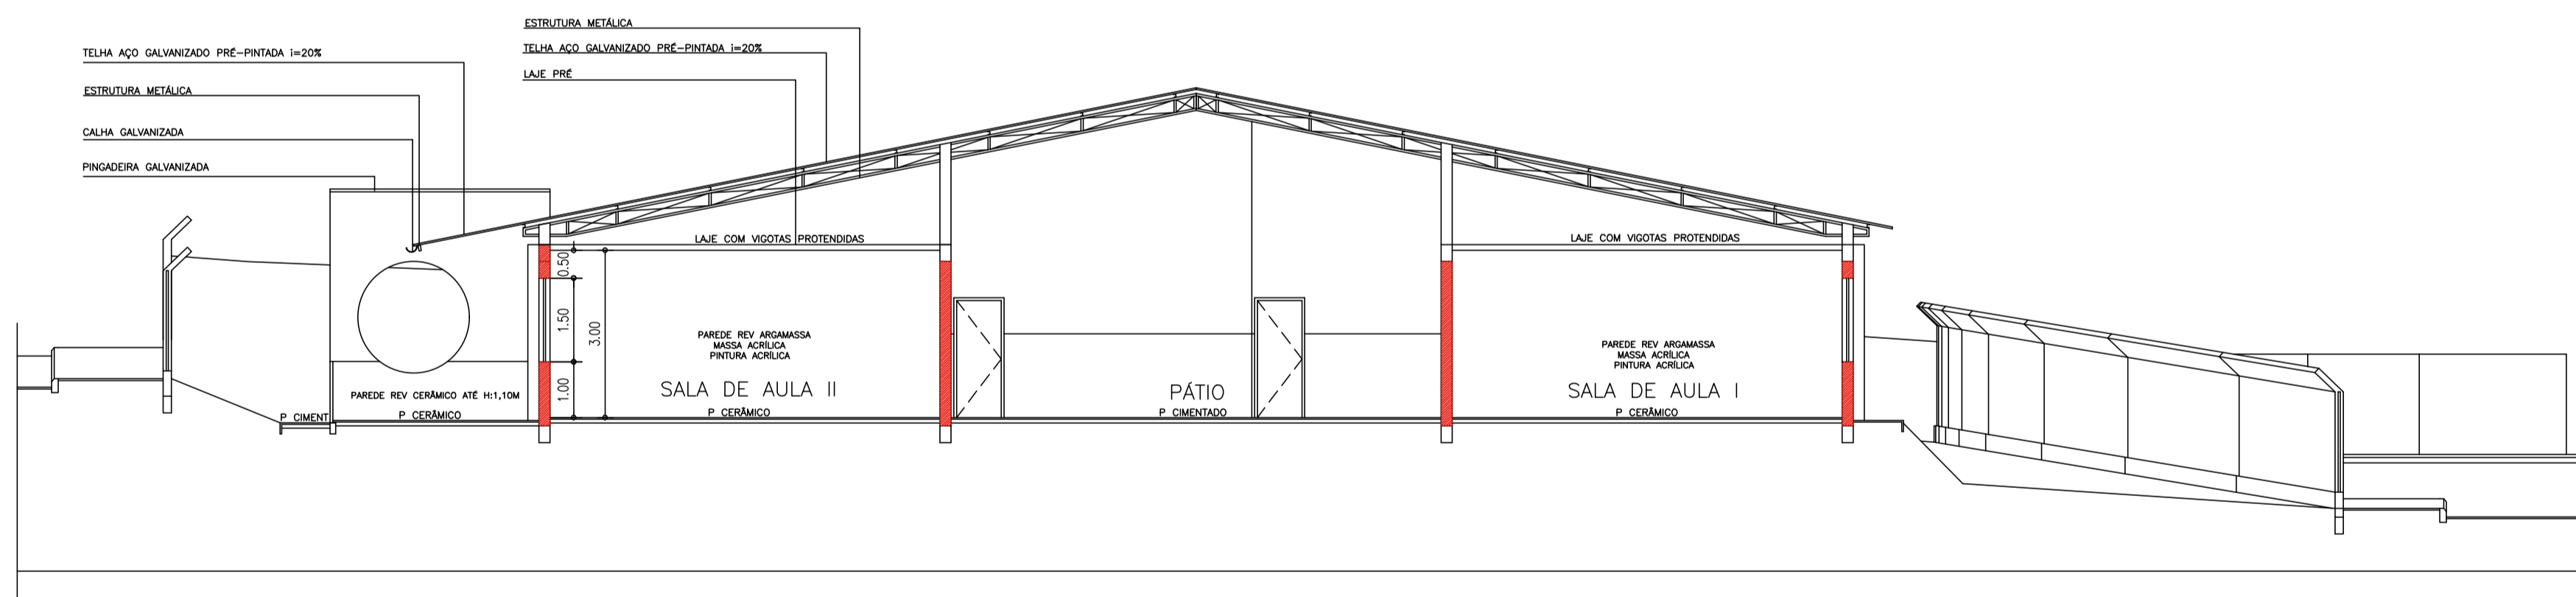 ESTRUTURA METÁLICA
TELHA AÇO GALVANIZADO PRÉ-PINTADA i=20%
LAJE PRÉ
TELHA AÇO GALVANIZADO PRÉ-PINTADA i=20%
ESTRUTURA METÁLICA
CALHA GALVANIZADA
PINGADEIRA GALVANIZADA
LAJE COM VIGOTAS PROTENDIDAS
LAJE COM VIGOTAS PROTENDIDAS
0.50
1.50
3.00
1.00
PAREDE REV ARGAMASSA
MASSA ACRÍLICA
PINTURA ACRÍLICA
SALA DE AULA II
P CERÂMICO
PAREDE REV CERÂMICO ATÉ H:1,10M
P CERÂMICO
P CIMENT
PÁTIO
P CIMENTADO
PAREDE REV ARGAMASSA
MASSA ACRÍLICA
PINTURA ACRÍLICA
SALA DE AULA I
P CERÂMICO